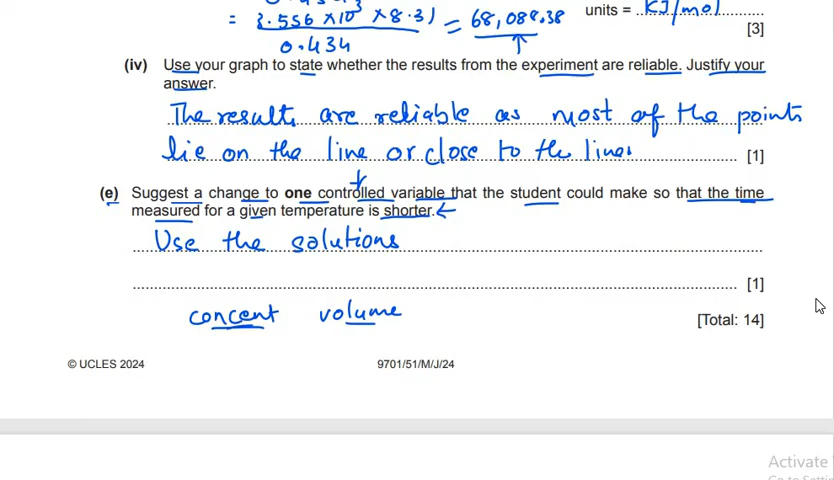 = 3.556 × 10³ × 8.31 / 0.434 = 68,088.38 units = KJ/mol
[3]
(iv) Use your graph to state whether the results from the experiment are reliable. Justify your
answer.
The results are reliable as most of the points
lie on the line or close to the line. [1]
(e) Suggest a change to one controlled variable that the student could make so that the time
measured for a given temperature is shorter.
Use the solutions
[1]
concent volume
[Total: 14]
© UCLES 2024 9701/51/M/J/24
Activate